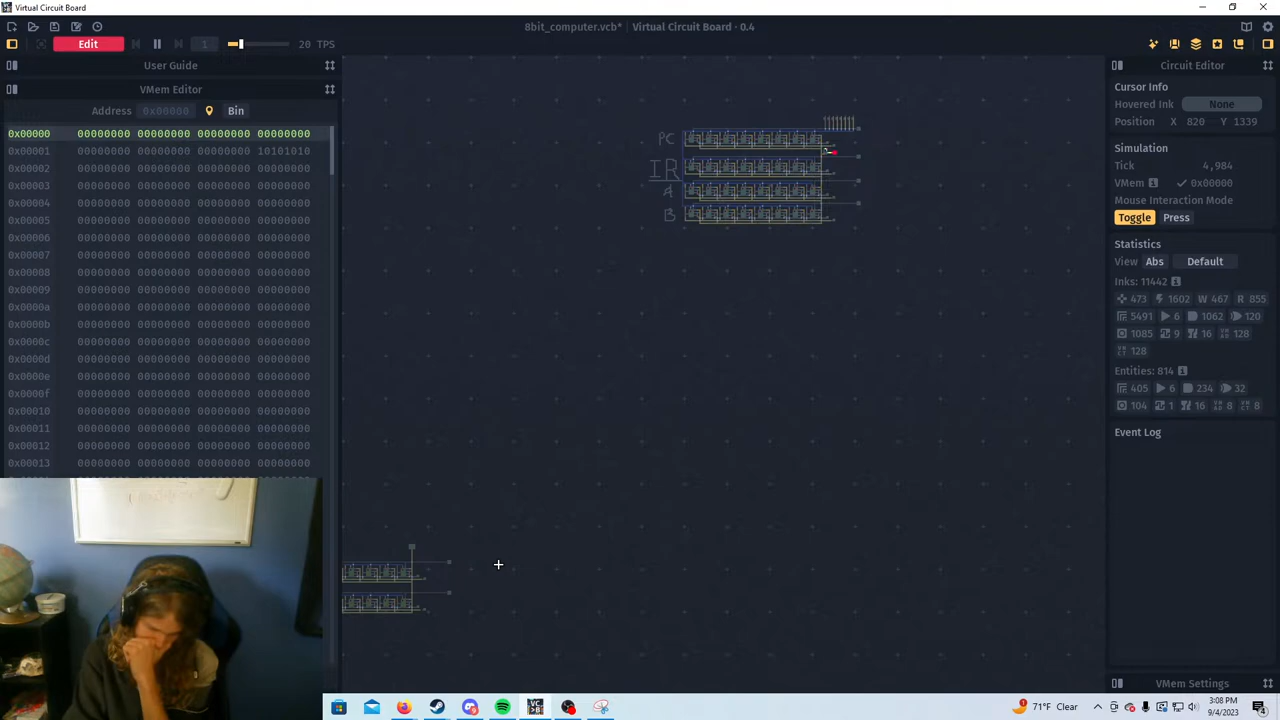 Virtual Circuit Board
8bit_computer.vcb* | Virtual Circuit Board - 0.4
Edit
1
20 TPS
User Guide
VMem Editor
Address 0x00000 Bin
0x00000 00000000 00000000 00000000 00000000
0x00001 00000000 00000000 00000000 10101010
0x00002 00000000 00000000 00000000 00000000
0x00003 00000000 00000000 00000000 00000000
0x00004 00000000 00000000 00000000 00000000
0x00005 00000000 00000000 00000000 00000000
0x00006 00000000 00000000 00000000 00000000
0x00007 00000000 00000000 00000000 00000000
0x00008 00000000 00000000 00000000 00000000
0x00009 00000000 00000000 00000000 00000000
0x0000a 00000000 00000000 00000000 00000000
0x0000b 00000000 00000000 00000000 00000000
0x0000c 00000000 00000000 00000000 00000000
0x0000d 00000000 00000000 00000000 00000000
0x0000e 00000000 00000000 00000000 00000000
0x0000f 00000000 00000000 00000000 00000000
0x00010 00000000 00000000 00000000 00000000
0x00011 00000000 00000000 00000000 00000000
0x00012 00000000 00000000 00000000 00000000
0x00013 00000000 00000000 00000000 00000000
PC
IR
A
B
Circuit Editor
Cursor Info
Hovered Ink None
Position X 820 Y 1339
Simulation
Tick 4,984
VMem 0x00000
Mouse Interaction Mode
Toggle Press
Statistics
View Abs Default
Inks: 11442
473 1602 W 467 R 855
5491 6 1062 120
1085 9 16 128
128
Entities: 814
405 6 234 32
104 1 16 8 8
Event Log
VMem Settings
71°F Clear
3:08 PM
9/4/2023